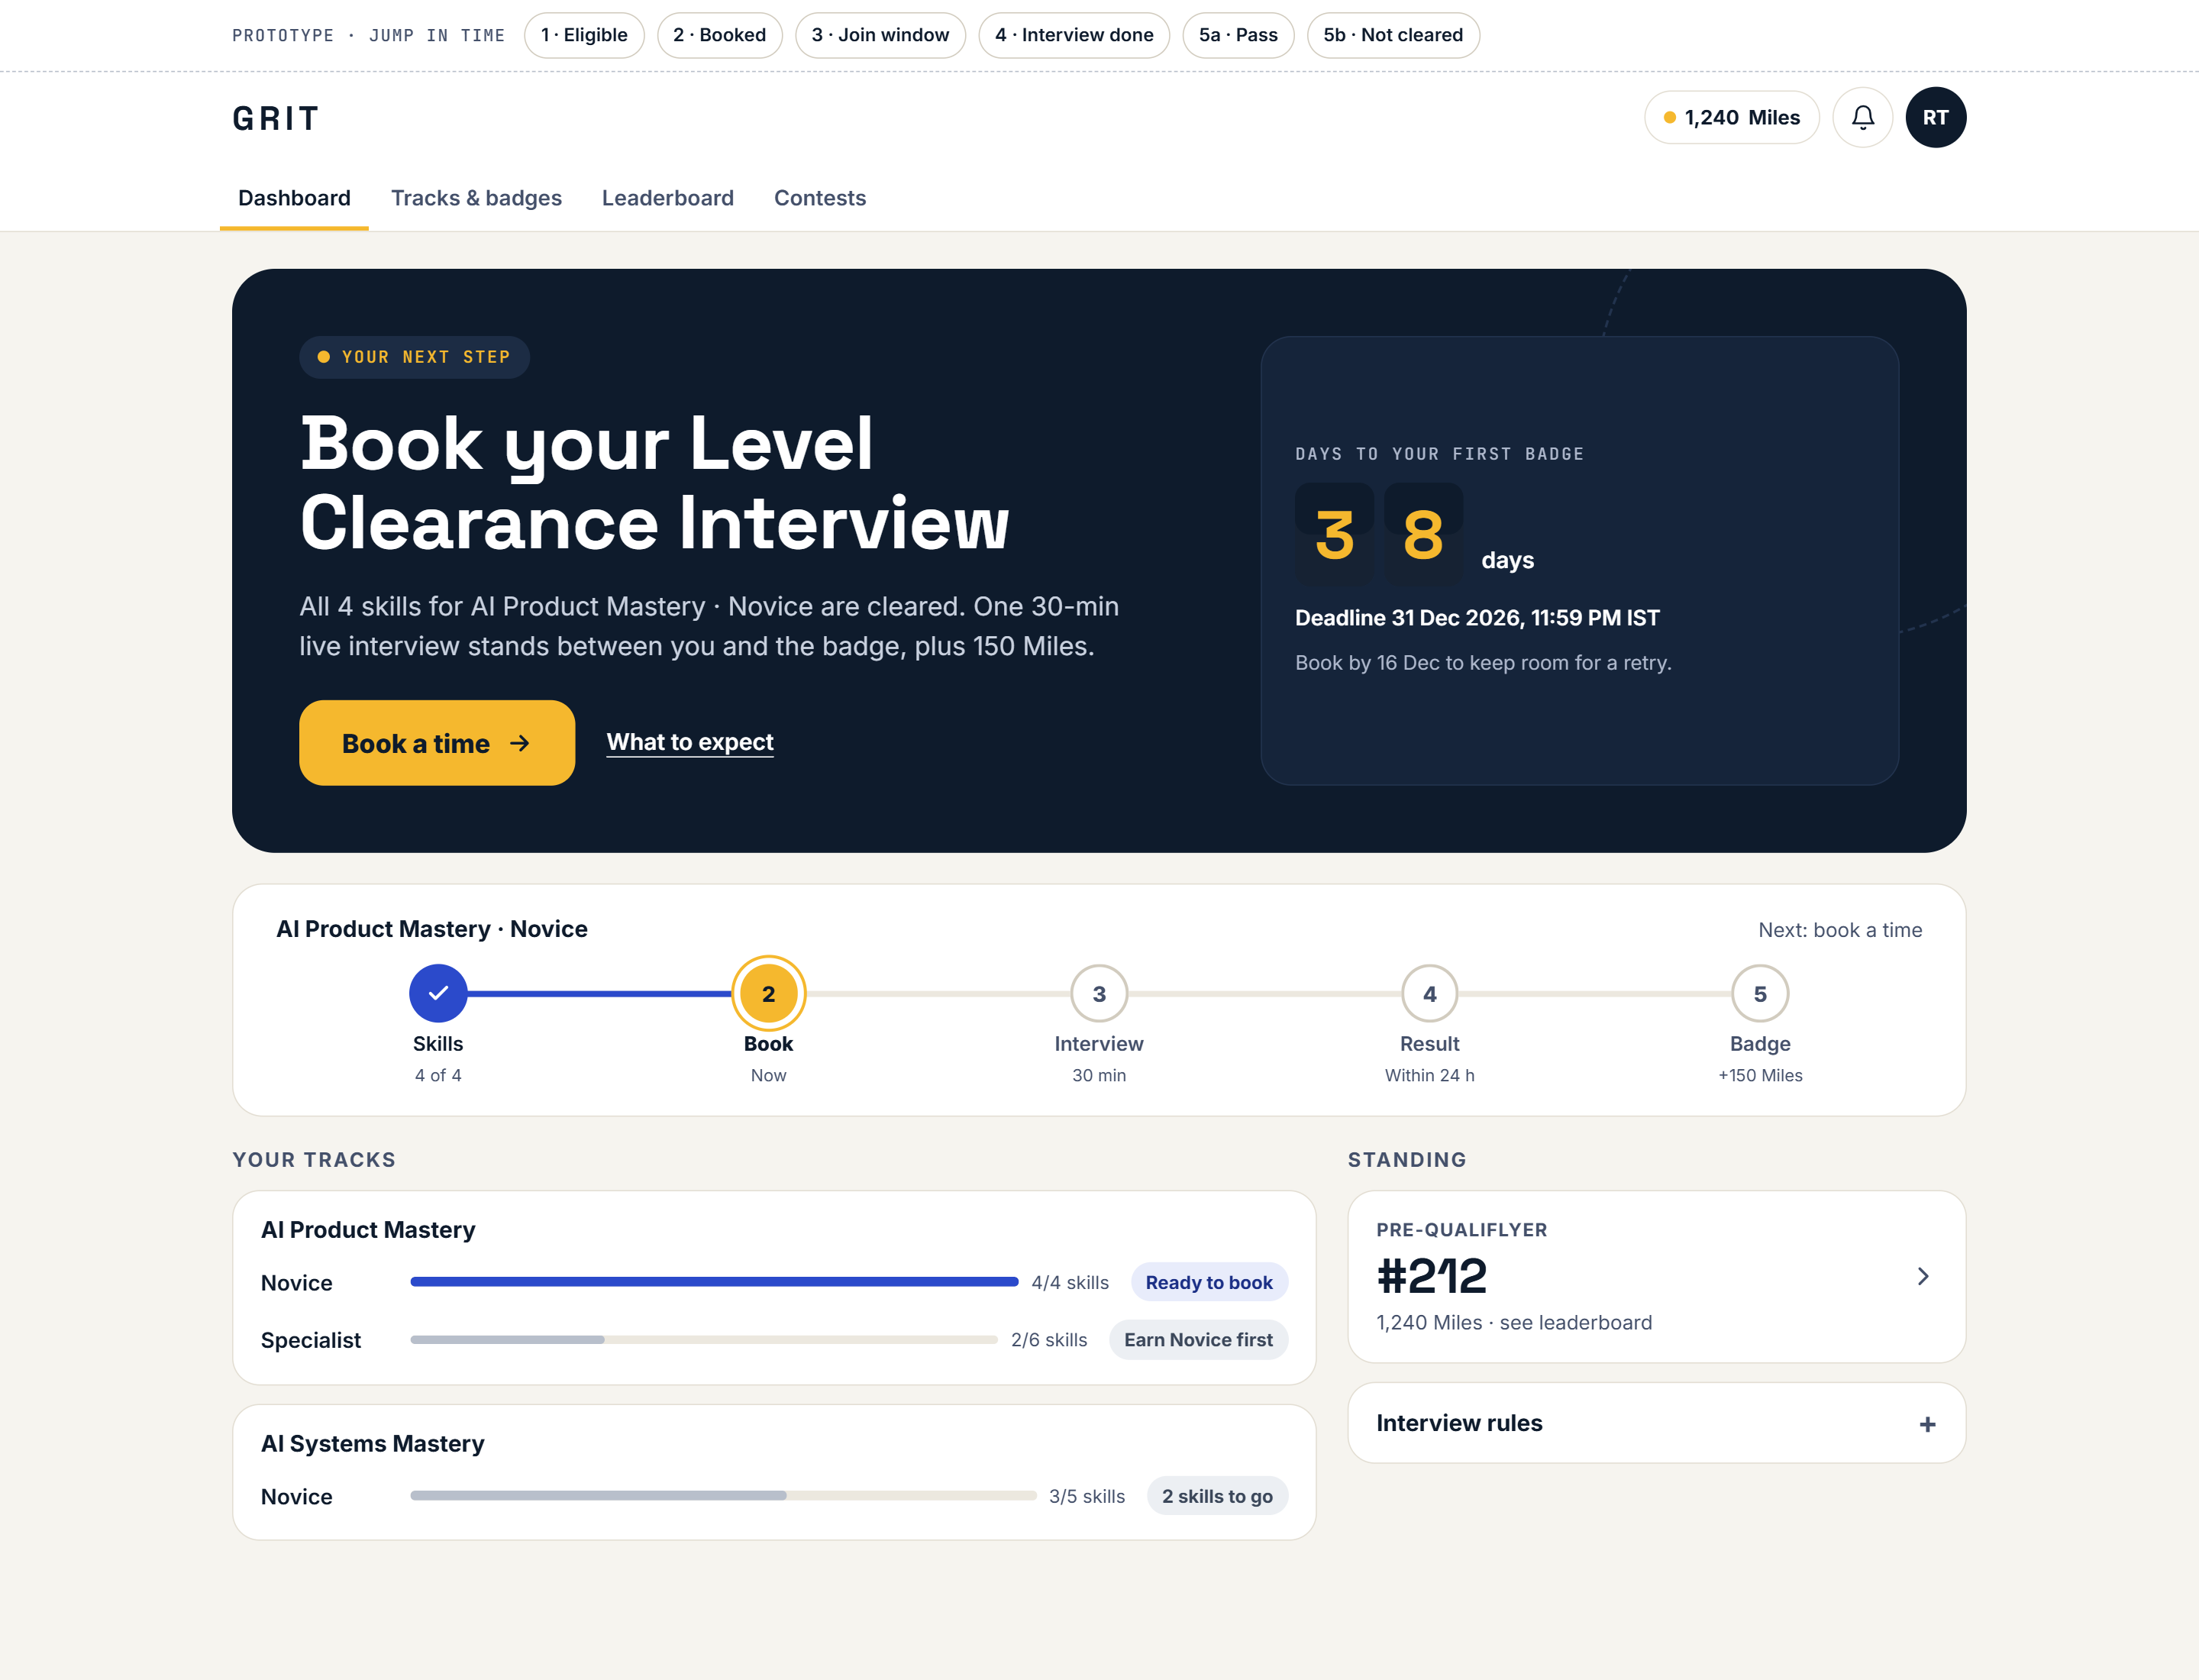 PROTOTYPE · JUMP IN TIME
1 · Eligible
2 · Booked
3 · Join window
4 · Interview done
5a · Pass
5b · Not cleared
GRIT
1,240 Miles
RT
Dashboard
Tracks & badges
Leaderboard
Contests
YOUR NEXT STEP
Book your Level
Clearance Interview
All 4 skills for AI Product Mastery · Novice are cleared. One 30-min
live interview stands between you and the badge, plus 150 Miles.
Book a time →
What to expect
DAYS TO YOUR FIRST BADGE
3 8 days
Deadline 31 Dec 2026, 11:59 PM IST
Book by 16 Dec to keep room for a retry.
AI Product Mastery · Novice
Next: book a time
2
3
4
5
Skills
Book
Interview
Result
Badge
4 of 4
Now
30 min
Within 24 h
+150 Miles
YOUR TRACKS
AI Product Mastery
Novice
4/4 skills
Ready to book
Specialist
2/6 skills
Earn Novice first
AI Systems Mastery
Novice
3/5 skills
2 skills to go
STANDING
PRE-QUALIFLYER
#212
1,240 Miles · see leaderboard
Interview rules
+